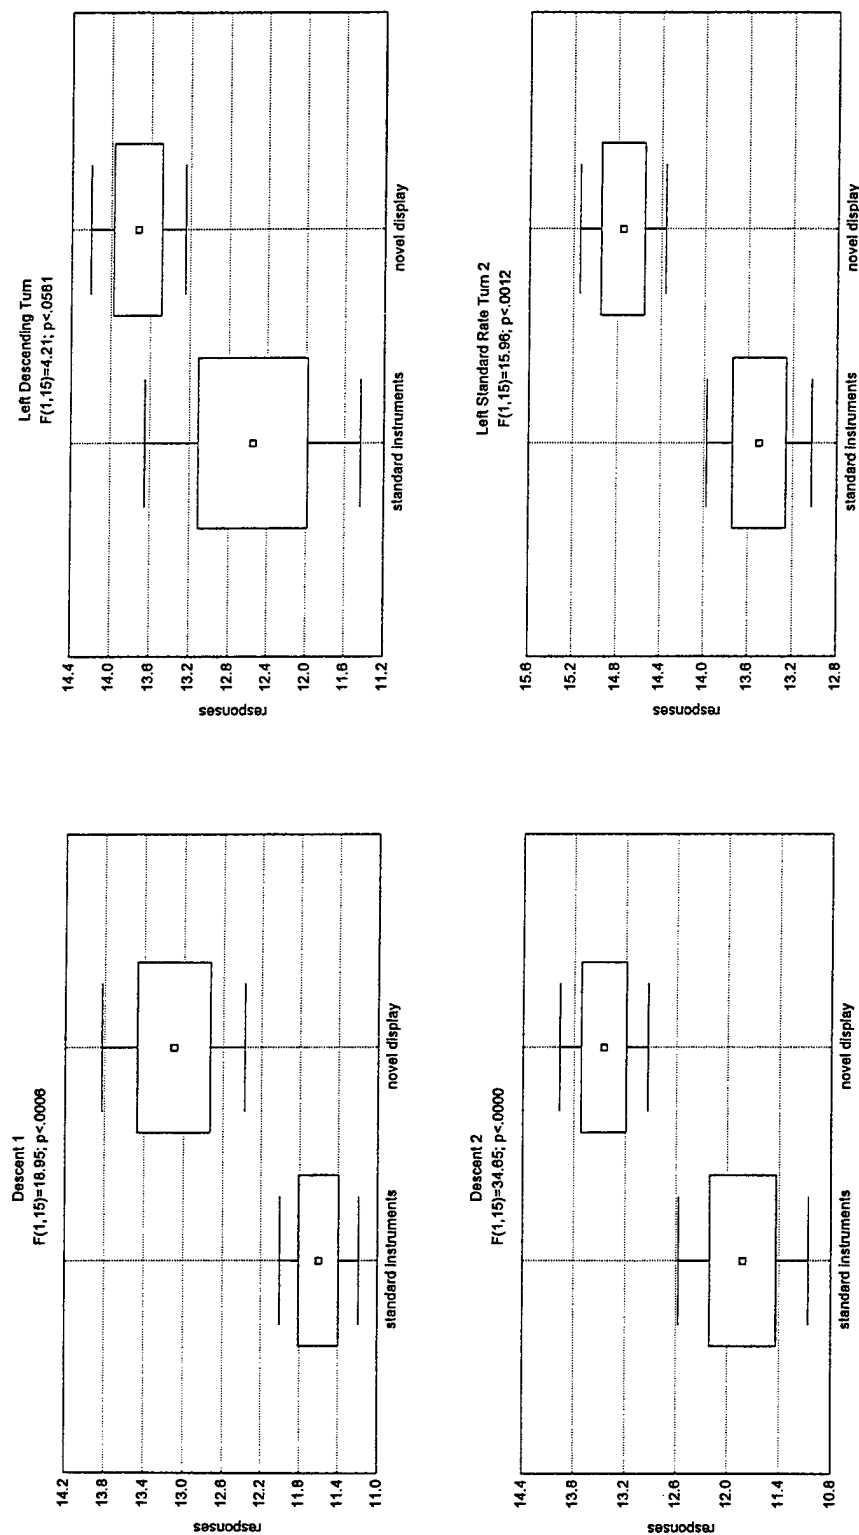 Descent 1
F(1,15)=18.95; p<.0006
responses
14.2
13.8
13.4
13.0
12.6
12.2
11.8
11.4
11.0
standard instruments
novel display
Left Descending Turn
F(1,15)=4.21; p<.0581
responses
14.4
14.0
13.6
13.2
12.8
12.4
12.0
11.6
11.2
standard instruments
novel display
Descent 2
F(1,15)=34.65; p<.0000
responses
14.4
13.8
13.2
12.6
12.0
11.4
10.8
standard instruments
novel display
Left Standard Rate Turn 2
F(1,15)=15.96; p<.0012
responses
15.6
15.2
14.8
14.4
14.0
13.6
13.2
12.8
standard instruments
novel display